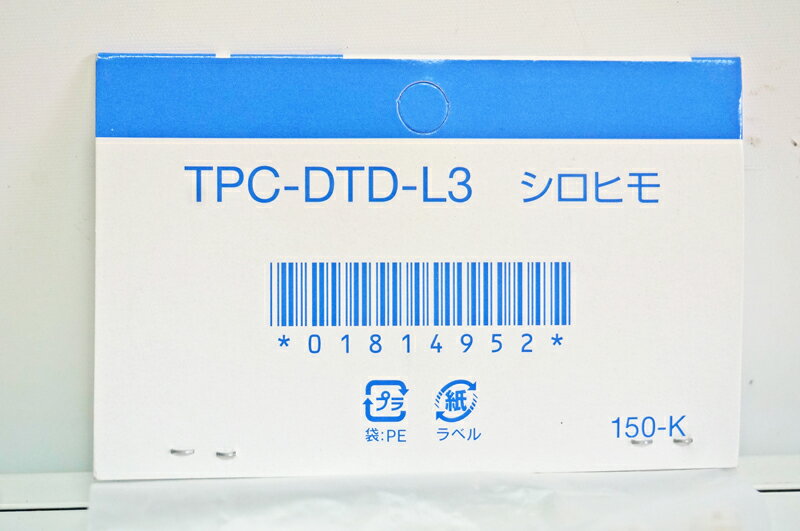 TPC-DTD-L3 シロヒモ
*01814952*
プラ 紙
袋:PE ラベル
150-K